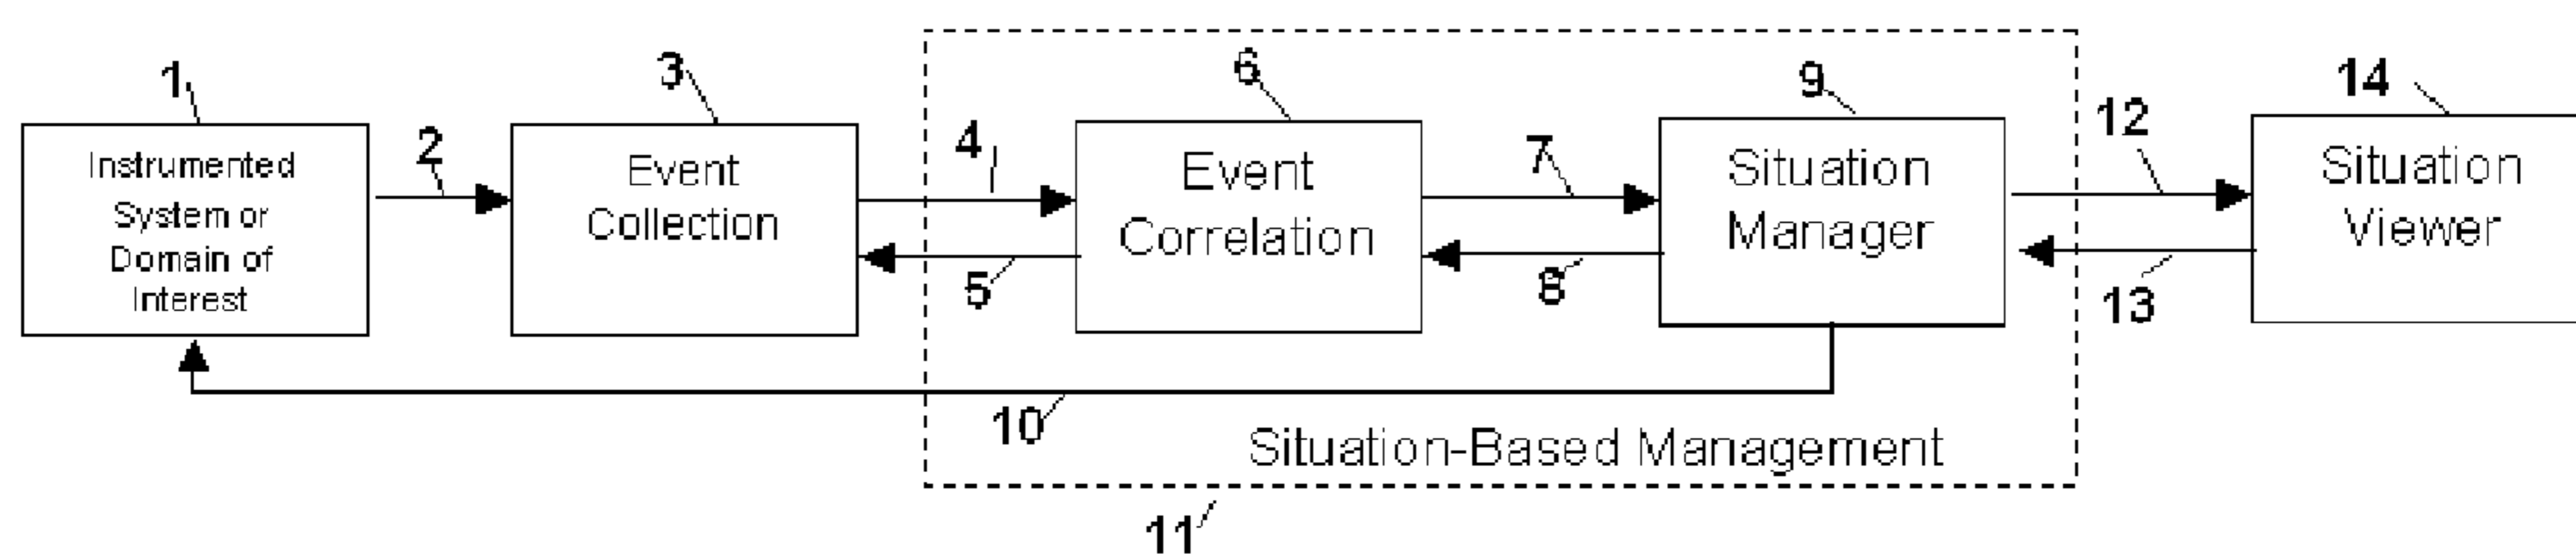 1
2
3
4
5
6
7
8
9
10
11
12
13
14
Instrumented
System or
Domain of
Interest
Event
Collection
Event
Correlation
Situation
Manager
Situation
Viewer
Situation-Based Management